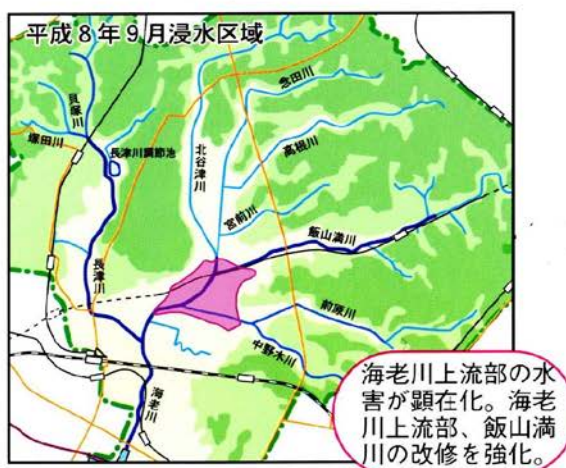 平成8年9月浸水区域
貝塚川
塚田川
長津川調節池
北谷津川
念田川
高根川
宮前川
飯山満川
長津川
前原川
中野木川
海老川
海老川上流部の水
害が顕在化。海老
川上流部、飯山満
川の改修を強化。